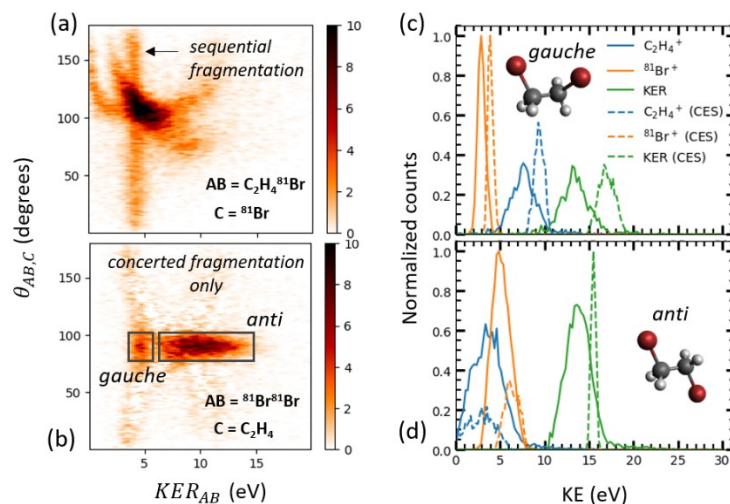 (a)
sequential
fragmentation
AB = C₂H₄⁸¹Br
C = ⁸¹Br
150
100
50
10
8
6
4
2
0
θ_AB,C (degrees)
(b)
concerted fragmentation
only
anti
gauche
AB = ⁸¹Br⁸¹Br
C = C₂H₄
150
100
50
5
10
15
10
8
6
4
2
0
KER_AB (eV)
(c)
gauche
C₂H₄⁺
⁸¹Br⁺
KER
C₂H₄⁺ (CES)
⁸¹Br⁺ (CES)
KER (CES)
1.0
0.8
0.6
0.4
0.2
0.0
Normalized counts
(d)
anti
1.0
0.8
0.6
0.4
0.2
0.0
0
5
10
15
20
25
30
KE (eV)